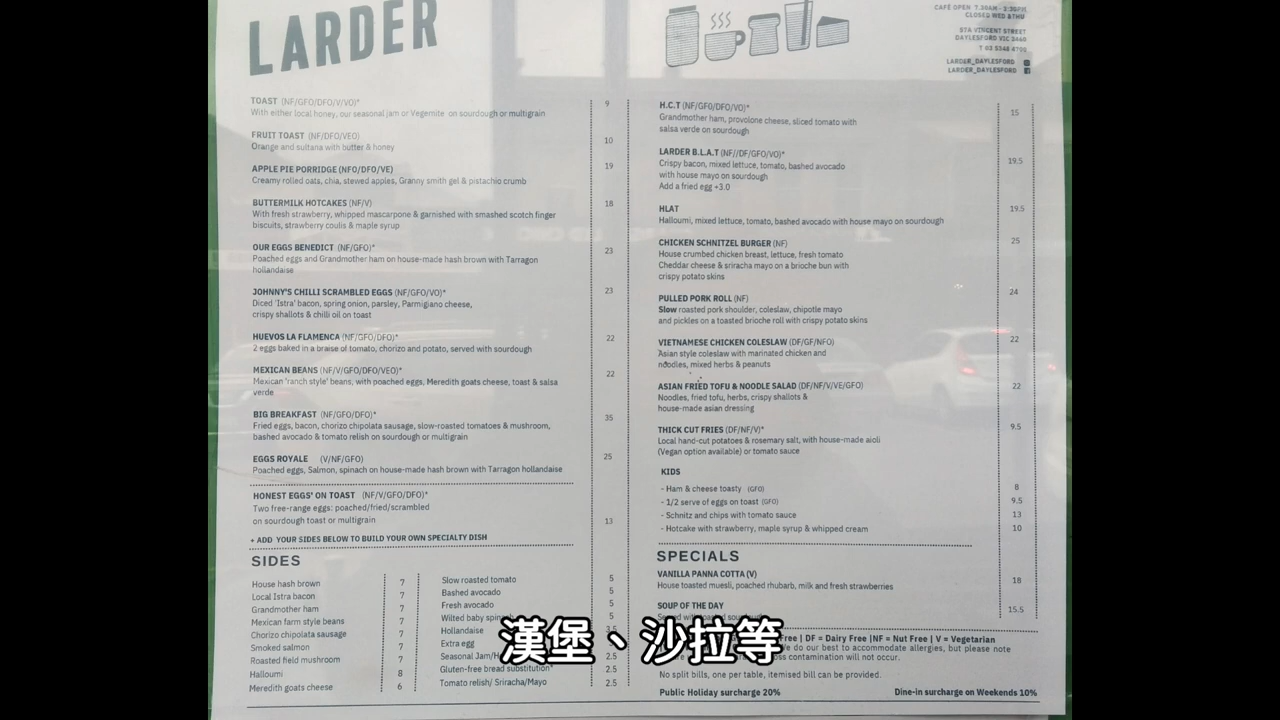 LARDER
CAFÉ OPEN 7.30AM - 3:30PM
CLOSED WED &THU
57A VINCENT STREET
DAYLESFORD VIC 3460
T 03 5348 4700
LARDER_DAYLESFORD
LARDER_DAYLESFORD
TOAST (NF/GFO/DFO/V/VO)* 9
With either local honey, our seasonal jam or Vegemite on sourdough or multigrain
FRUIT TOAST (NF/DFO/VEO) 10
Orange and sultana with butter & honey
APPLE PIE PORRIDGE (NFO/DFO/VE) 19
Creamy rolled oats, chia, stewed apples, Granny smith gel & pistachio crumb
BUTTERMILK HOTCAKES (NF/V) 18
With fresh strawberry, whipped mascarpone & garnished with smashed scotch finger
biscuits, strawberry coulis & maple syrup
OUR EGGS BENEDICT (NF/GFO)* 23
Poached eggs and Grandmother ham on house-made hash brown with Tarragon
hollandaise
JOHNNY'S CHILLI SCRAMBLED EGGS (NF/GFO/VO)* 23
Diced 'Istra' bacon, spring onion, parsley, Parmigiano cheese,
crispy shallots & chilli oil on toast
HUEVOS LA FLAMENCA (NF/GFO/DFO)* 22
2 eggs baked in a braise of tomato, chorizo and potato, served with sourdough
MEXICAN BEANS (NF/V/GFO/DFO/VEO)* 22
Mexican 'ranch style' beans, with poached eggs, Meredith goats cheese, toast & salsa
verde
BIG BREAKFAST (NF/GFO/DFO)* 35
Fried eggs, bacon, chorizo chipolata sausage, slow-roasted tomatoes & mushroom,
bashed avocado & tomato relish on sourdough or multigrain
EGGS ROYALE (V/NF/GFO) 25
Poached eggs, Salmon, spinach on house-made hash brown with Tarragon hollandaise
HONEST EGGS' ON TOAST (NF/V/GFO/DFO)*
Two free-range eggs: poached/fried/scrambled
on sourdough toast or multigrain 13
+ ADD YOUR SIDES BELOW TO BUILD YOUR OWN SPECIALTY DISH
SIDES
House hash brown 7
Local Istra bacon 7
Grandmother ham 7
Mexican farm style beans 7
Chorizo chipolata sausage 7
Smoked salmon 7
Roasted field mushroom 7
Halloumi 8
Meredith goats cheese 6
Slow roasted tomato 5
Bashed avocado 5
Fresh avocado 5
Wilted baby spinach 5
Hollandaise 3.5
Extra egg
Seasonal Jam/ 2.5
Gluten-free bread substitution* 2.5
Tomato relish/ Sriracha/Mayo 2.5
H.C.T (NF/GFO/DFO/VO)* 15
Grandmother ham, provolone cheese, sliced tomato with
salsa verde on sourdough
LARDER B.L.A.T (NF//DF/GFO/VO)* 19.5
Crispy bacon, mixed lettuce, tomato, bashed avocado
with house mayo on sourdough
Add a fried egg +3.0
HLAT 19.5
Halloumi, mixed lettuce, tomato, bashed avocado with house mayo on sourdough
CHICKEN SCHNITZEL BURGER (NF) 25
House crumbed chicken breast, lettuce, fresh tomato
Cheddar cheese & sriracha mayo on a brioche bun with
crispy potato skins
PULLED PORK ROLL (NF) 24
Slow roasted pork shoulder, coleslaw, chipotle mayo
and pickles on a toasted brioche roll with crispy potato skins
VIETNAMESE CHICKEN COLESLAW (DF/GF/NFO) 22
Asian style coleslaw with marinated chicken and
noodles, mixed herbs & peanuts
ASIAN FRIED TOFU & NOODLE SALAD (DF/NF/V/VE/GFO) 22
Noodles, fried tofu, herbs, crispy shallots &
house-made asian dressing
THICK CUT FRIES (DF/NF/V)* 9.5
Local hand-cut potatoes & rosemary salt, with house-made aioli
(Vegan option available) or tomato sauce
KIDS
- Ham & cheese toasty (GFO) 8
- 1/2 serve of eggs on toast (GFO) 9.5
- Schnitz and chips with tomato sauce 13
- Hotcake with strawberry, maple syrup & whipped cream 10
SPECIALS
VANILLA PANNA COTTA (V) 18
House toasted muesli, poached rhubarb, milk and fresh strawberries
SOUP OF THE DAY 15.5
Free | DF = Dairy Free |NF = Nut Free | V = Vegetarian
do our best to accommodate allergies, but please note
contamination will not occur.
No split bills, one per table, itemised bill can be provided.
Public Holiday surcharge 20% Dine-in surcharge on Weekends 10%
漢堡、沙拉等